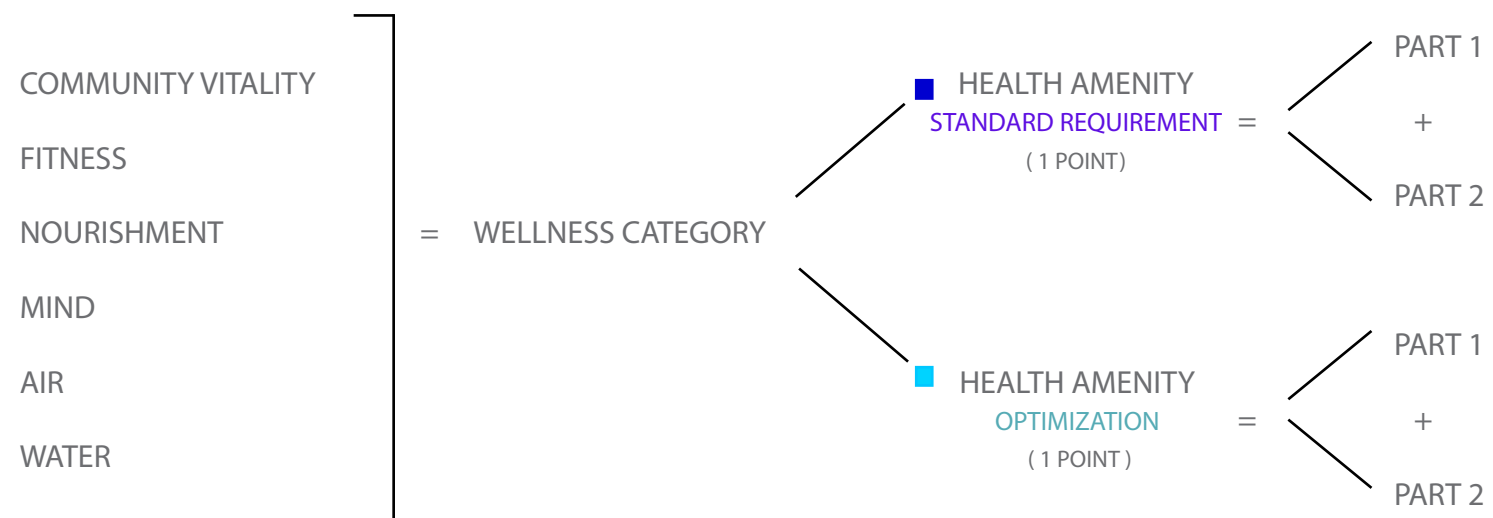 COMMUNITY VITALITY
FITNESS
NOURISHMENT
MIND
AIR
WATER
= WELLNESS CATEGORY
HEALTH AMENITY
STANDARD REQUIREMENT =
( 1 POINT)
PART 1
+
PART 2
HEALTH AMENITY
OPTIMIZATION =
( 1 POINT )
PART 1
+
PART 2